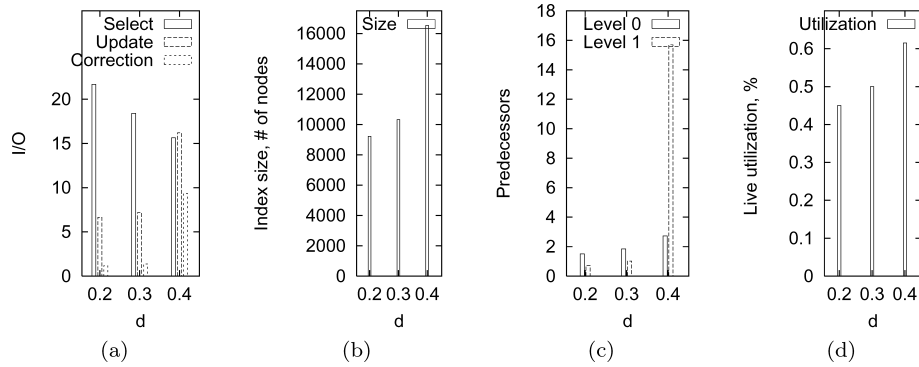 Select
Update
Correction
20
15
10
5
0
0.2 0.3 0.4
I/O
d
(a)
Size
16000
14000
12000
10000
8000
6000
4000
2000
0
0.2 0.3 0.4
Index size, # of nodes
d
(b)
Level 0
Level 1
18
16
14
12
10
8
6
4
2
0
0.2 0.3 0.4
Predecessors
d
(c)
Utilization
0.6
0.5
0.4
0.3
0.2
0.1
0
0.2 0.3 0.4
Live utilization, %
d
(d)